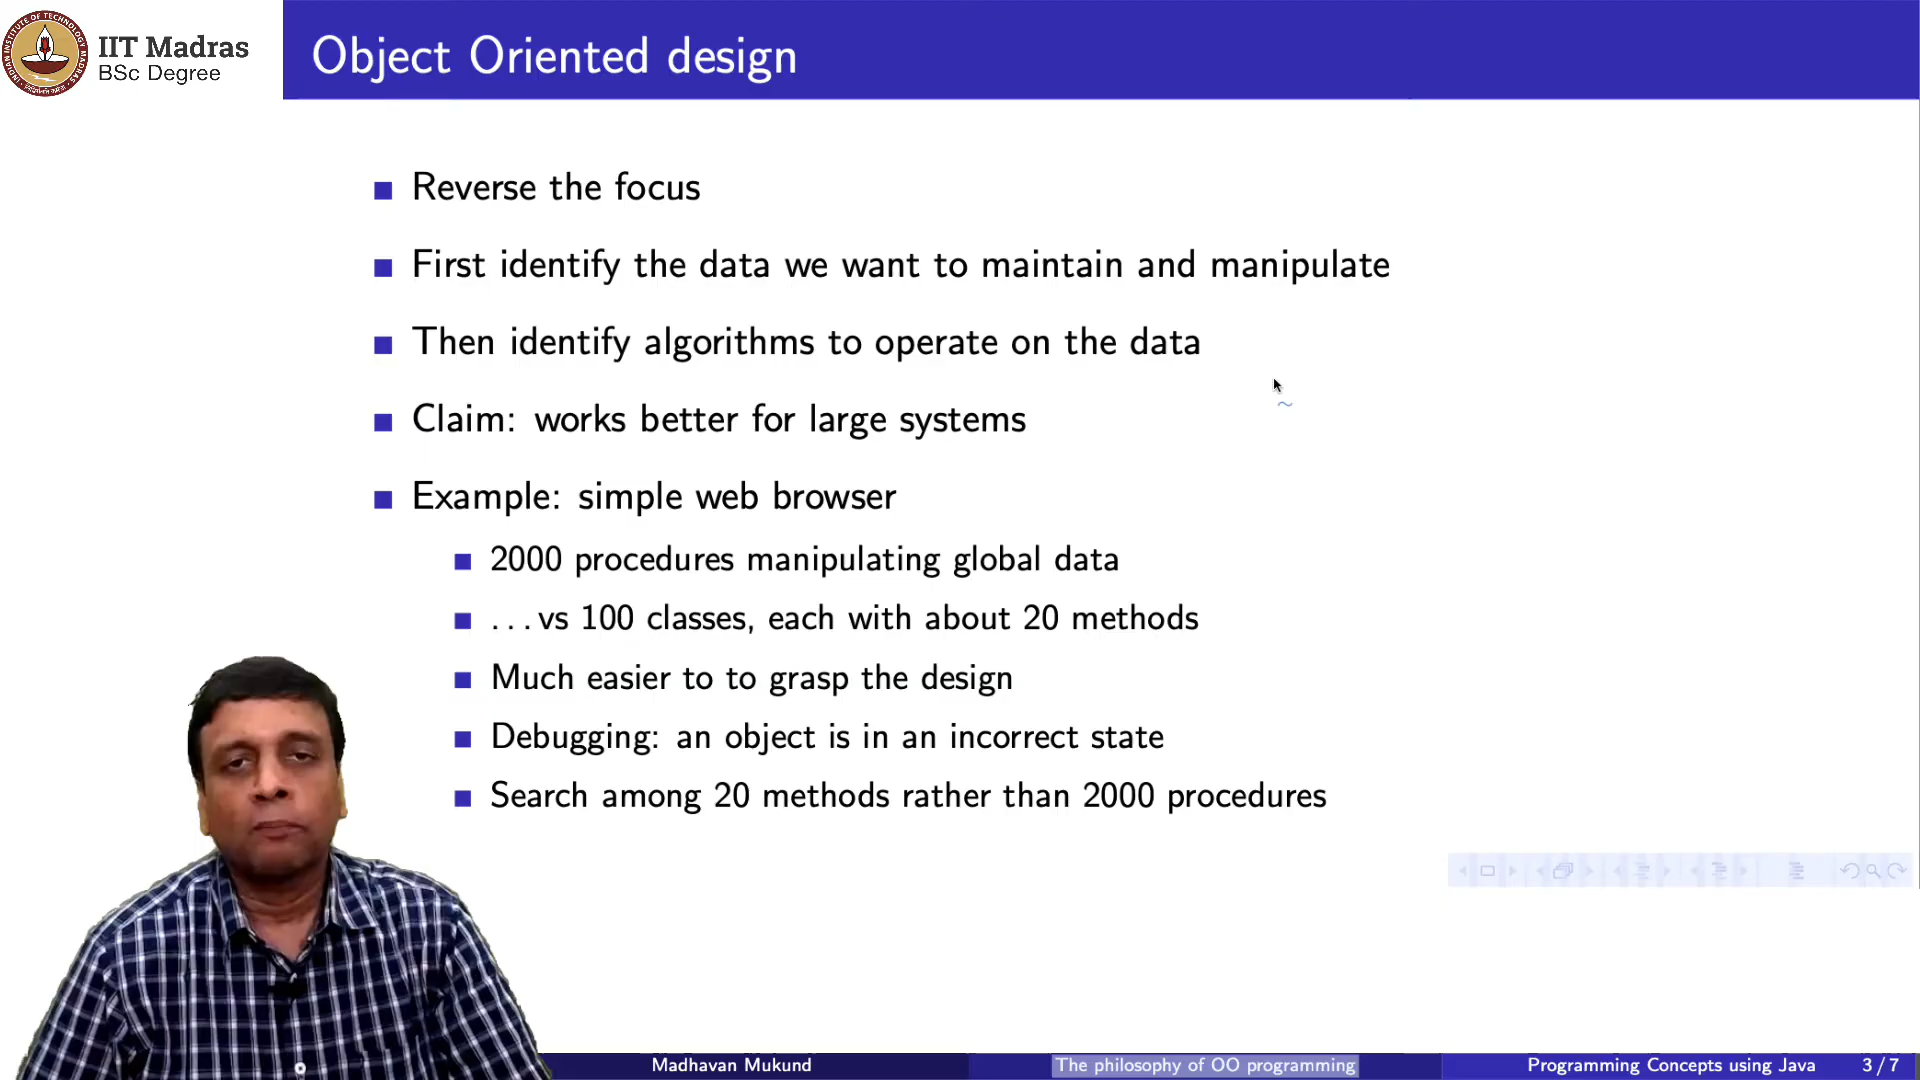 IIT Madras
BSc Degree
Object Oriented design
Reverse the focus
First identify the data we want to maintain and manipulate
Then identify algorithms to operate on the data
Claim: works better for large systems
Example: simple web browser
2000 procedures manipulating global data
...vs 100 classes, each with about 20 methods
Much easier to to grasp the design
Debugging: an object is in an incorrect state
Search among 20 methods rather than 2000 procedures
Madhavan Mukund
The philosophy of OO programming
Programming Concepts using Java
3 / 7